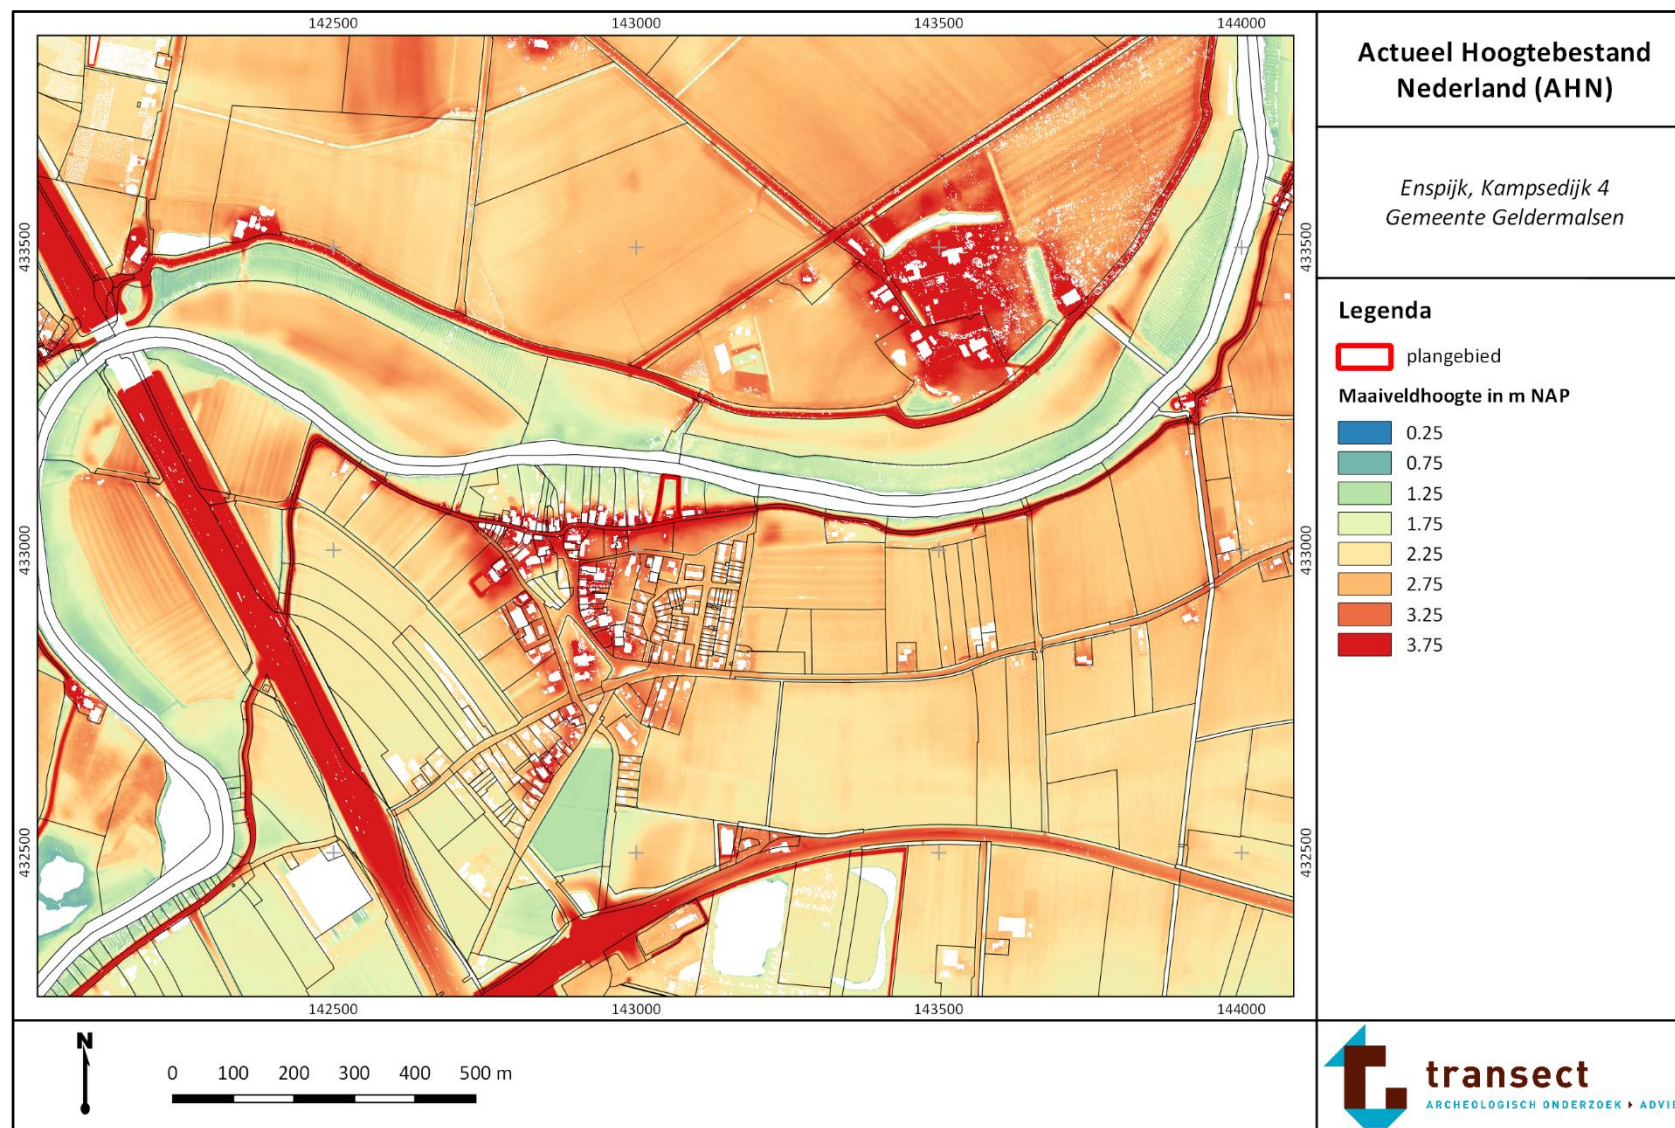 142500 143000 143500 144000
433500
433000
432500
433500
433000
432500
142500 143000 143500 144000
N
0 100 200 300 400 500 m
Actueel Hoogtebestand
Nederland (AHN)
Enspijk, Kampsedijk 4
Gemeente Geldermalsen
Legenda
plangebied
Maaiveldhoogte in m NAP
0.25
0.75
1.25
1.75
2.25
2.75
3.25
3.75
transect
ARCHEOLOGISCH ONDERZOEK ▸ ADVIE